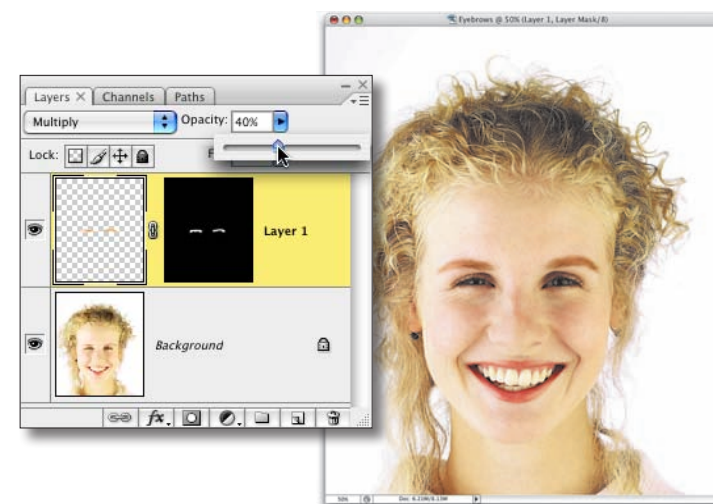 Eyebrows @ 50% (Layer 1, Layer Mask/8)
Layers Channels Paths
Multiply Opacity: 40%
Lock: F
Layer 1
Background
fx
50% Doc: